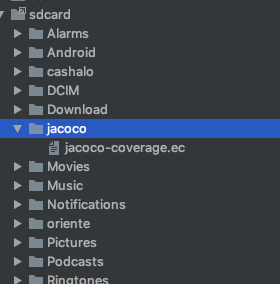 sdcard
Alarms
Android
cashalo
DCIM
Download
jacoco
jacoco-coverage.ec
Movies
Music
Notifications
oriente
Pictures
Podcasts
Ringtones